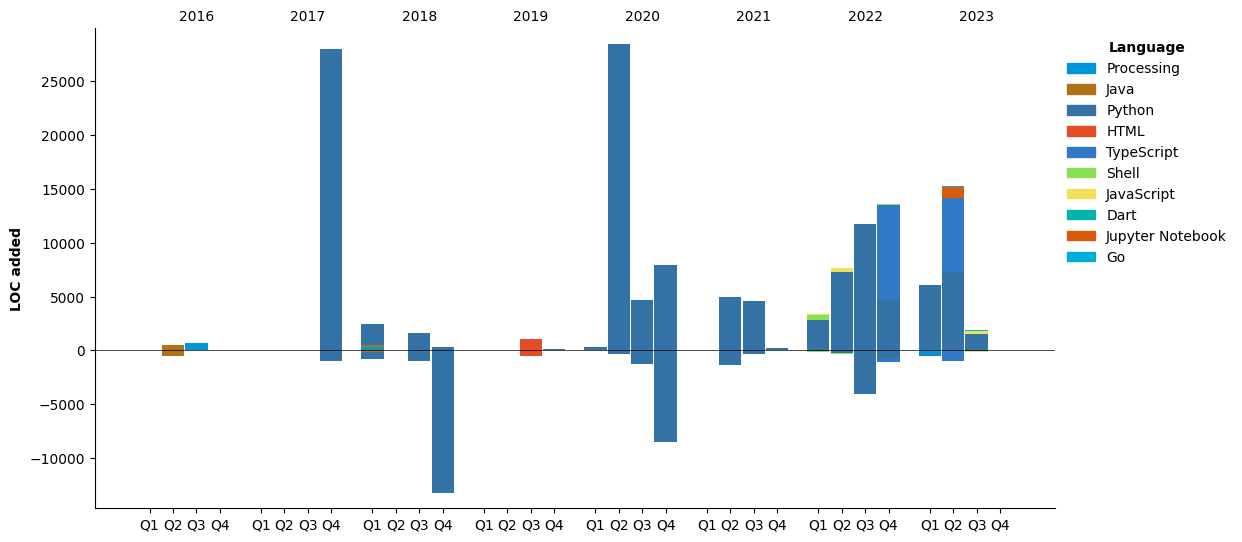 2016 2017 2018 2019 2020 2021 2022 2023
Language
Processing
Java
Python
HTML
TypeScript
Shell
JavaScript
Dart
Jupyter Notebook
Go
LOC added
25000
20000
15000
10000
5000
0
−5000
−10000
Q1 Q2 Q3 Q4 Q1 Q2 Q3 Q4 Q1 Q2 Q3 Q4 Q1 Q2 Q3 Q4 Q1 Q2 Q3 Q4 Q1 Q2 Q3 Q4 Q1 Q2 Q3 Q4 Q1 Q2 Q3 Q4